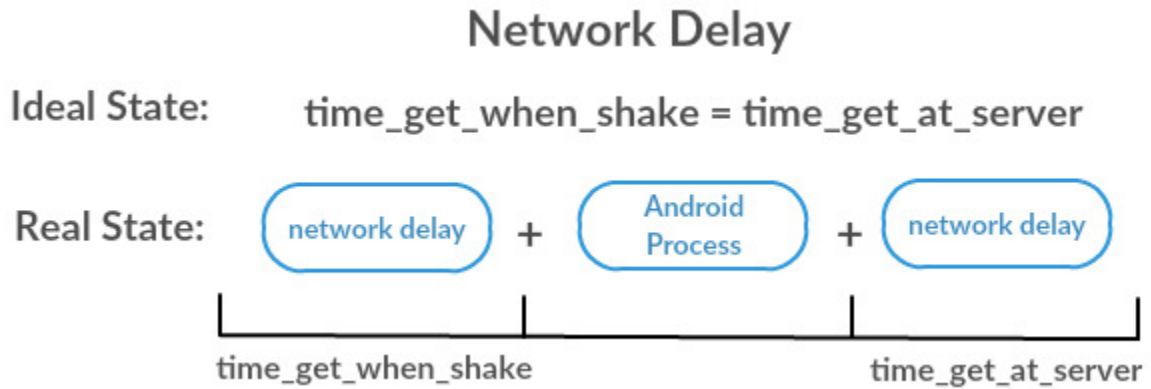 Network Delay
Ideal State: time_get_when_shake = time_get_at_server
Real State: network delay + Android Process + network delay
time_get_when_shake time_get_at_server